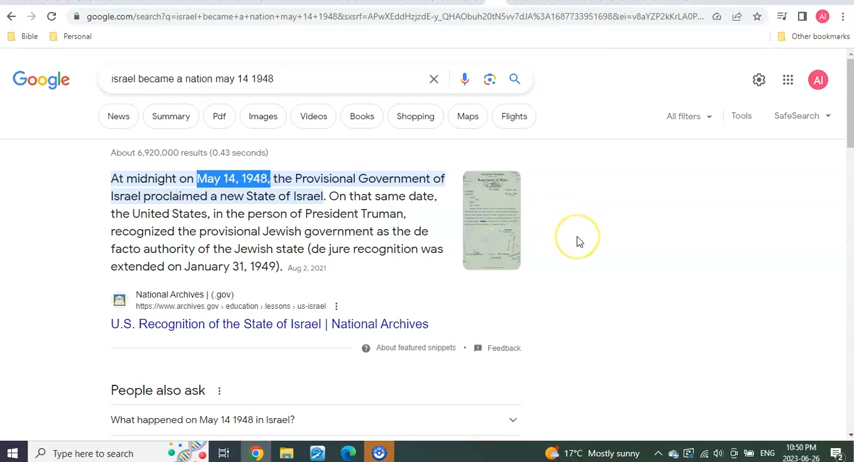 google.com/search?q=israel+became+a+nation+may+14+1948&sxsrf=APwXEddHzjzdE-y_QHAObuh20tN5vv7dJA%3A1687733951698&ei=v8aYZP2kKrLA0P...
AI
Bible
Personal
Other bookmarks
Google
israel became a nation may 14 1948
AI
News
Summary
Pdf
Images
Videos
Books
Shopping
Maps
Flights
All filters
Tools
SafeSearch
About 6,920,000 results (0.43 seconds)
At midnight on May 14, 1948, the Provisional Government of
Israel proclaimed a new State of Israel. On that same date,
the United States, in the person of President Truman,
recognized the provisional Jewish government as the de
facto authority of the Jewish state (de jure recognition was
extended on January 31, 1949). Aug 2, 2021
National Archives | (.gov)
https://www.archives.gov › education › lessons › us-israel
U.S. Recognition of the State of Israel | National Archives
About featured snippets • Feedback
People also ask
What happened on May 14 1948 in Israel?
Type here to search
17°C Mostly sunny
ENG
10:50 PM
2023-06-26
2